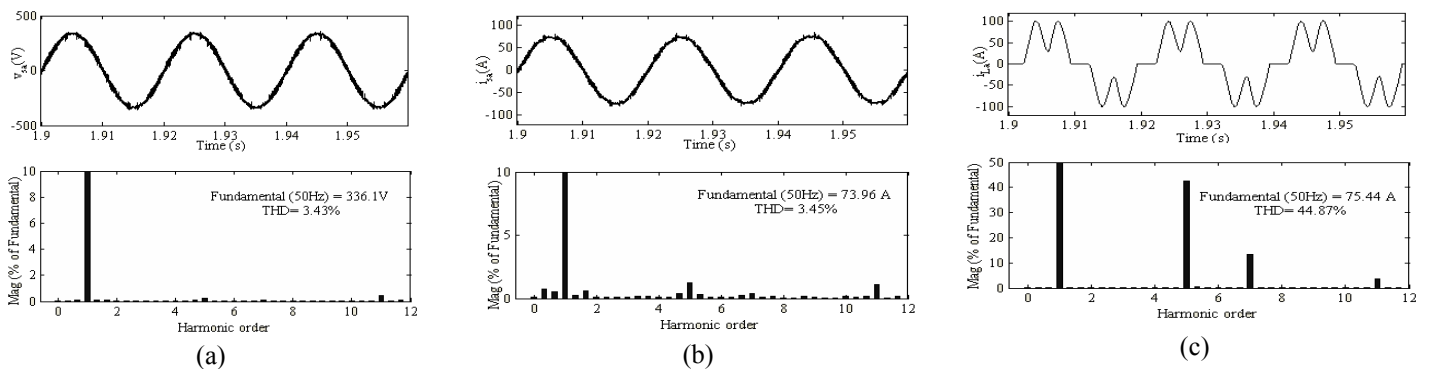 500
0
-500
v_sa(V)
1.9 1.91 1.92 1.93 1.94 1.95
Time (s)
10
8
6
4
2
0
Mag (% of Fundamental)
Fundamental (50Hz) = 336.1V
THD= 3.43%
0 2 4 6 8 10 12
Harmonic order
(a)
100
50
0
-50
-100
i_sa(A)
1.9 1.91 1.92 1.93 1.94 1.95
Time (s)
10
5
0
Mag (% of Fundamental)
Fundamental (50Hz) = 73.96 A
THD= 3.45%
0 2 4 6 8 10 12
Harmonic order
(b)
100
50
0
-50
-100
i_La(A)
1.9 1.91 1.92 1.93 1.94 1.95
Time (s)
50
40
30
20
10
0
Mag (% of Fundamental)
Fundamental (50Hz) = 75.44 A
THD= 44.87%
0 2 4 6 8 10 12
Harmonic order
(c)